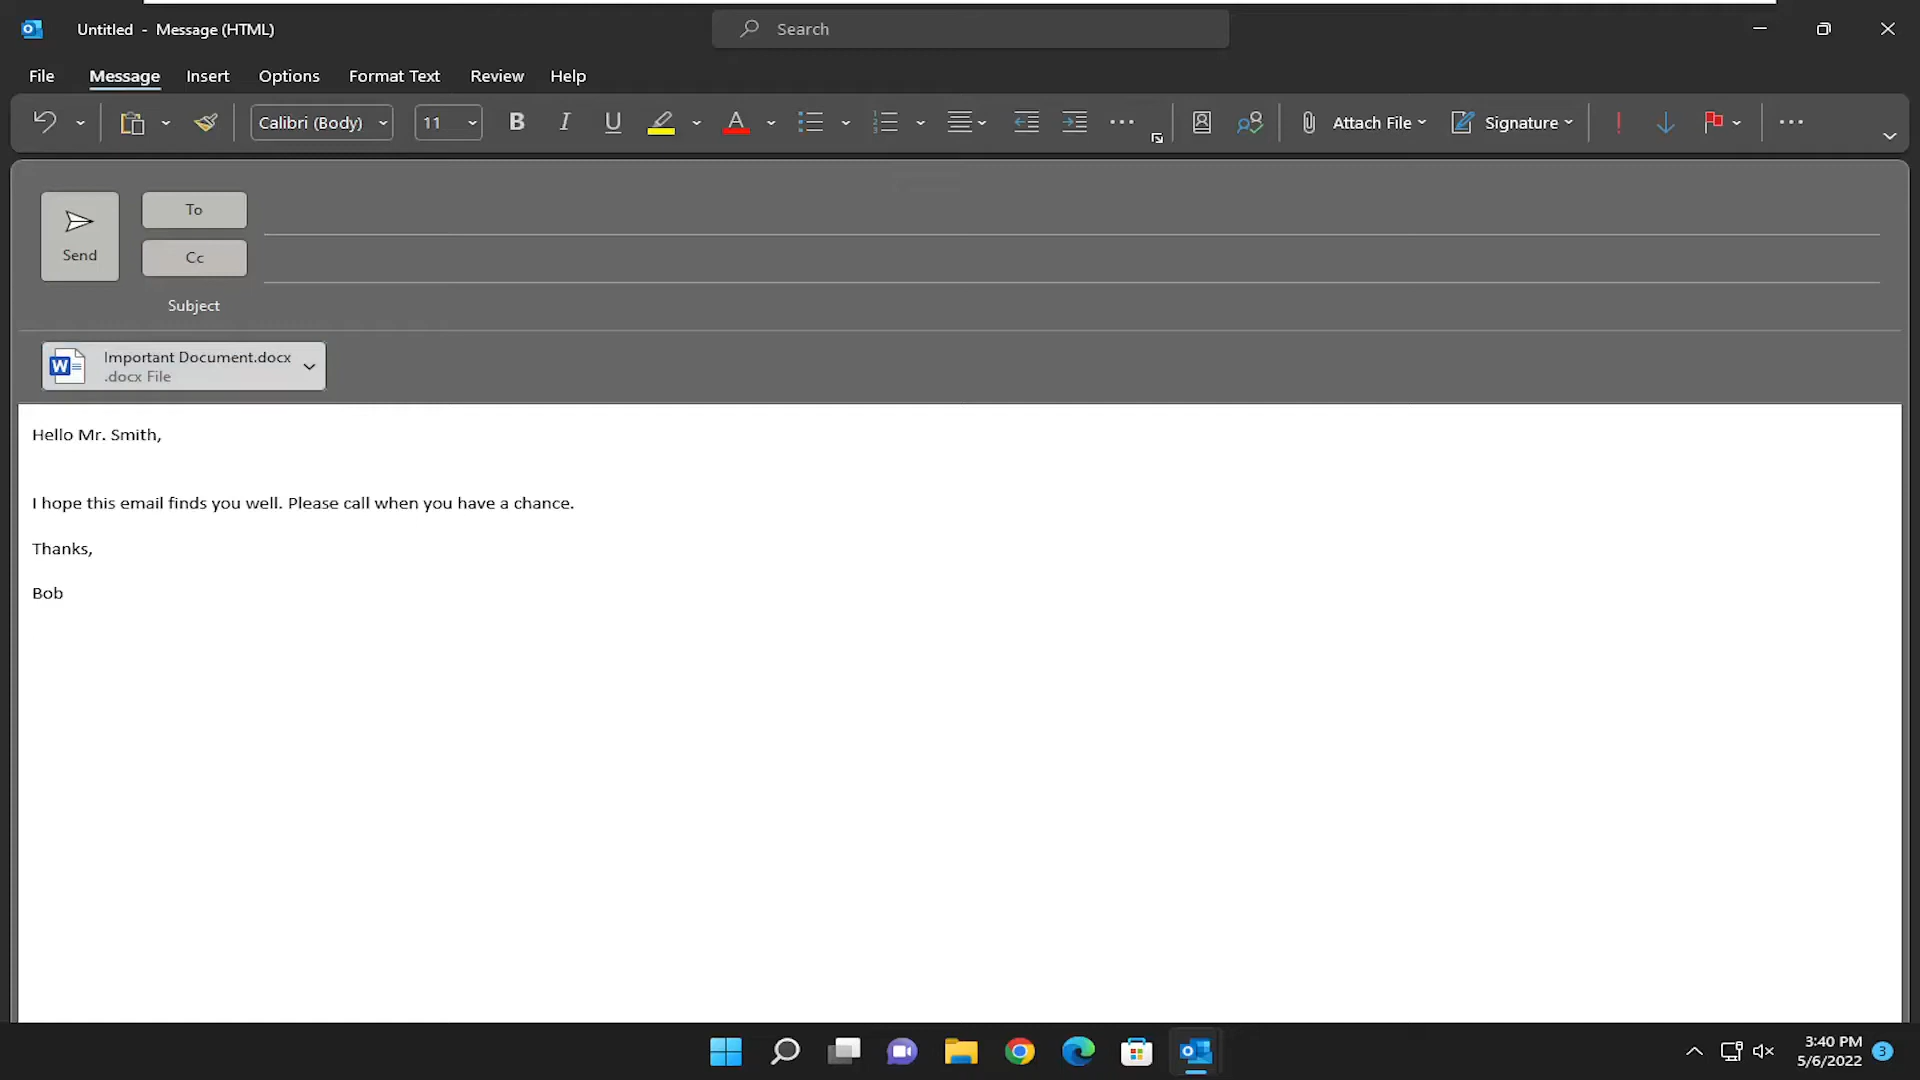 Untitled - Message (HTML)
Search
File Message Insert Options Format Text Review Help
Calibri (Body) 11 B I U A Attach File Signature
Send
To
Cc
Subject
Important Document.docx
.docx File
Hello Mr. Smith,
I hope this email finds you well. Please call when you have a chance.
Thanks,
Bob
3:40 PM
5/6/2022
3